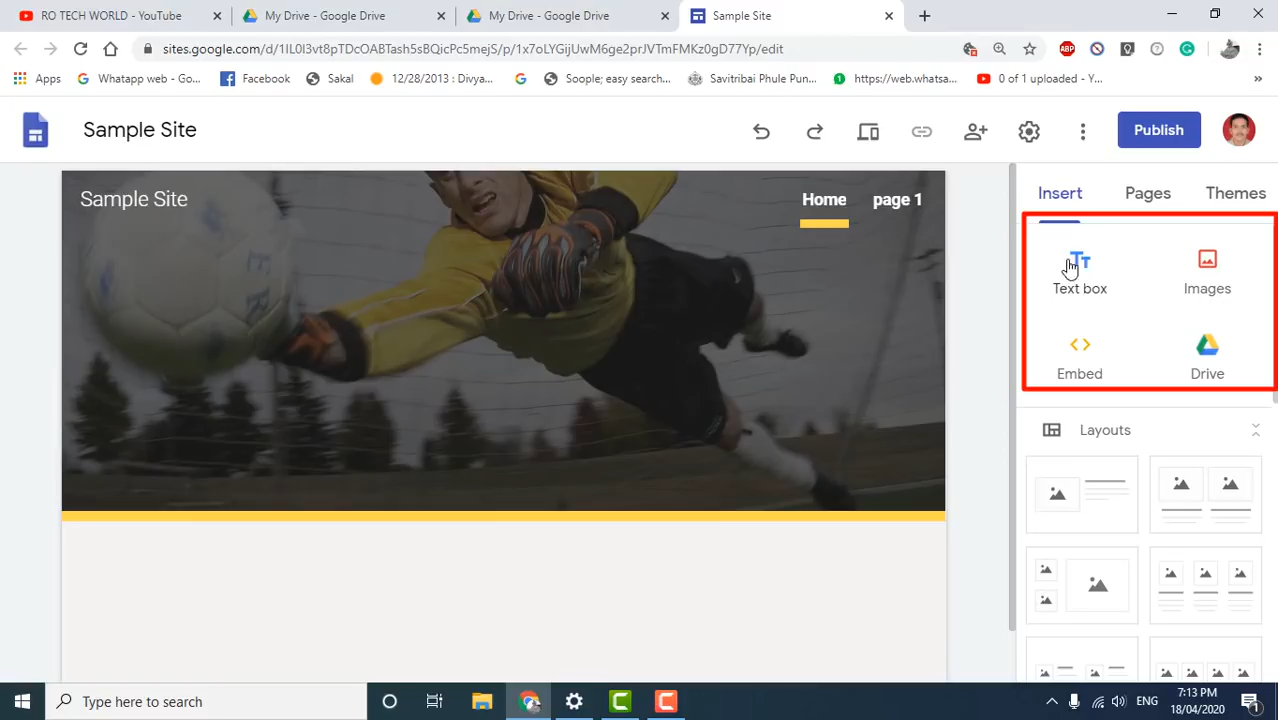 RO TECH WORLD - YouTube
My Drive - Google Drive
My Drive - Google Drive
Sample Site
sites.google.com/d/1IL0l3vt8pTDcOABTash5sBQicPc5mejS/p/1x7oLYGijUwM6ge2prJVTmFMKz0gD77Yp/edit
ABP
Apps
Whatapp web - Go...
Facebook
Sakal
12/28/2013 : Divya...
Soople; easy search...
Savitribai Phule Pun...
https://web.whatsa...
0 of 1 uploaded - Y...
Sample Site
Publish
Sample Site
Home
page 1
Insert
Pages
Themes
Text box
Images
Embed
Drive
Layouts
Type here to search
ENG
7:13 PM
18/04/2020
1